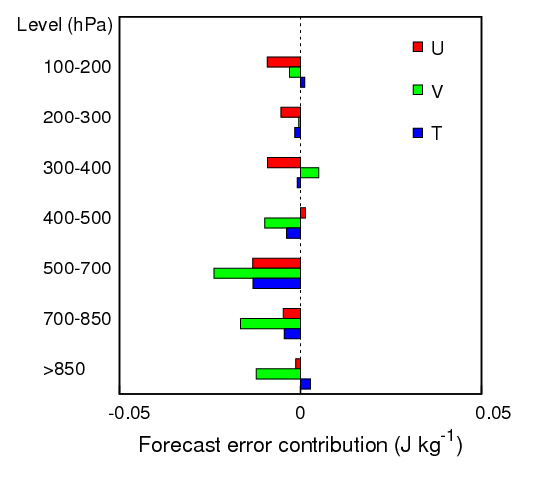 Level (hPa)
U
100-200
V
200-300
T
300-400
400-500
500-700
700-850
>850
-0.05 0 0.05
Forecast error contribution (J kg-1)